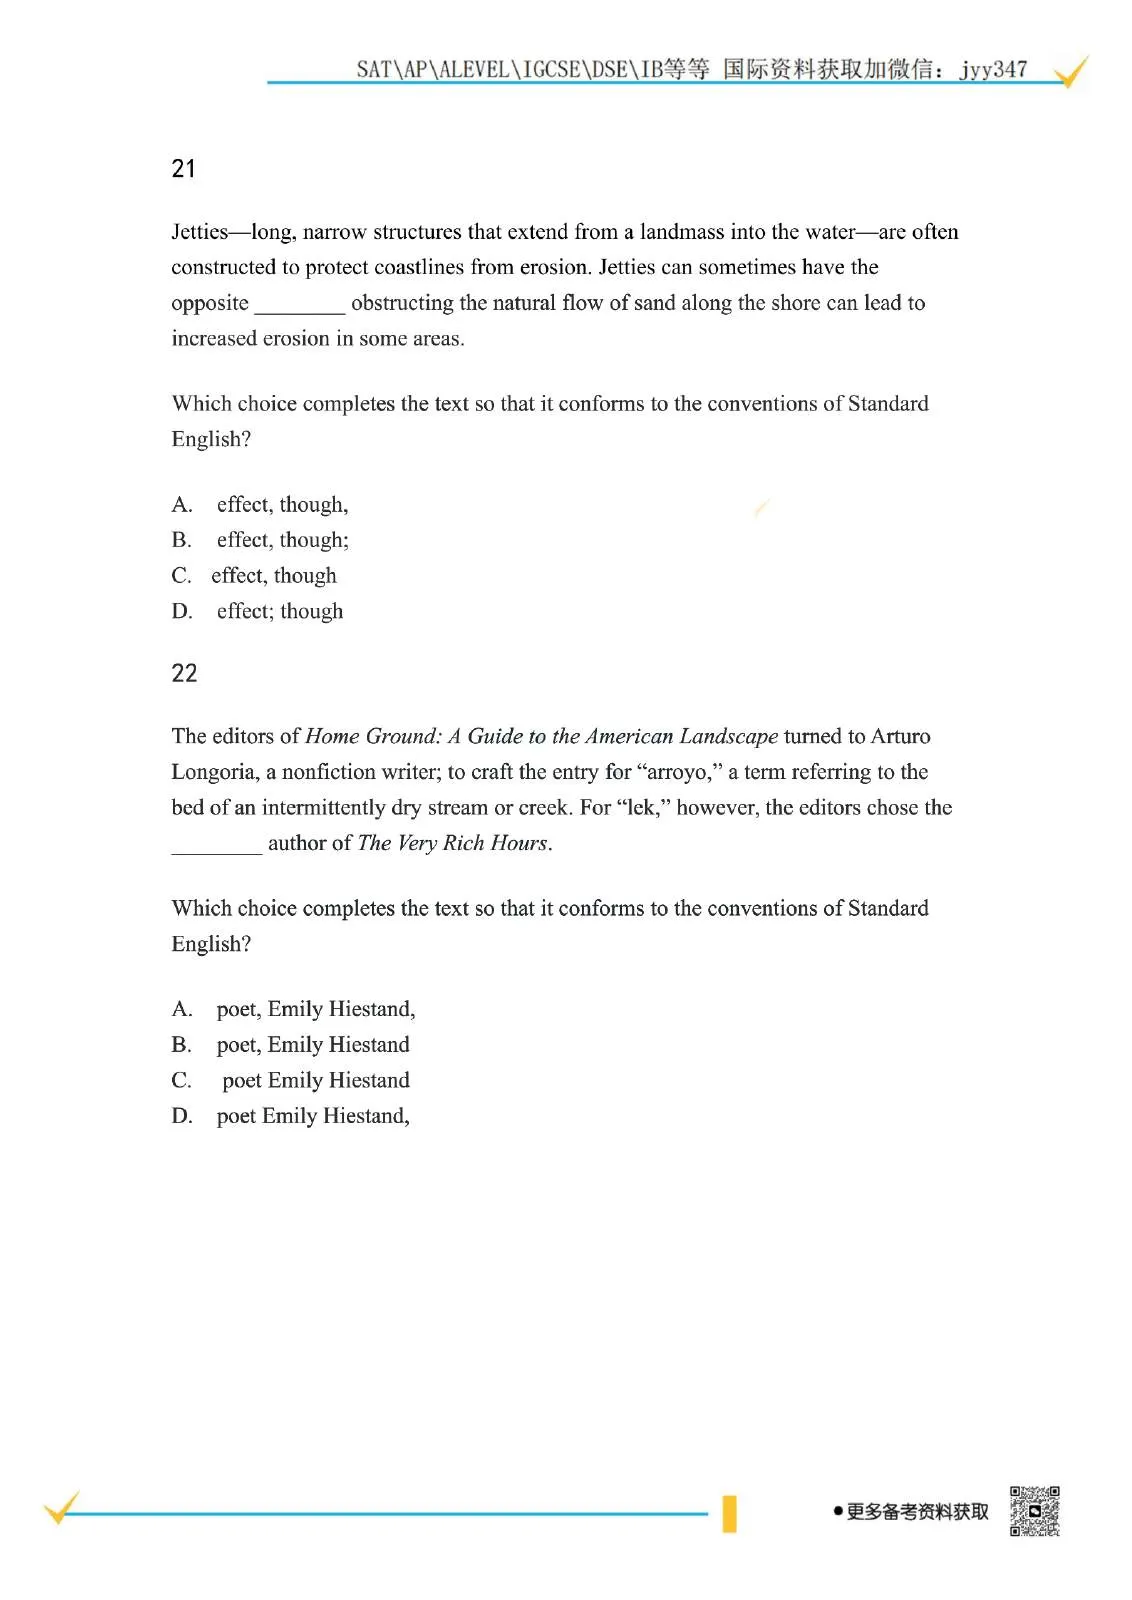 SAT\AP\ALEVEL\IGCSE\DSE\IB等等 国际资料获取加微信：jyy347
21
Jetties—long, narrow structures that extend from a landmass into the water—are often
constructed to protect coastlines from erosion. Jetties can sometimes have the
opposite ________ obstructing the natural flow of sand along the shore can lead to
increased erosion in some areas.
Which choice completes the text so that it conforms to the conventions of Standard
English?
A. effect, though,
B. effect, though;
C. effect, though
D. effect; though
22
The editors of Home Ground: A Guide to the American Landscape turned to Arturo
Longoria, a nonfiction writer; to craft the entry for “arroyo,” a term referring to the
bed of an intermittently dry stream or creek. For “lek,” however, the editors chose the
________ author of The Very Rich Hours.
Which choice completes the text so that it conforms to the conventions of Standard
English?
A. poet, Emily Hiestand,
B. poet, Emily Hiestand
C. poet Emily Hiestand
D. poet Emily Hiestand,
●更多备考资料获取